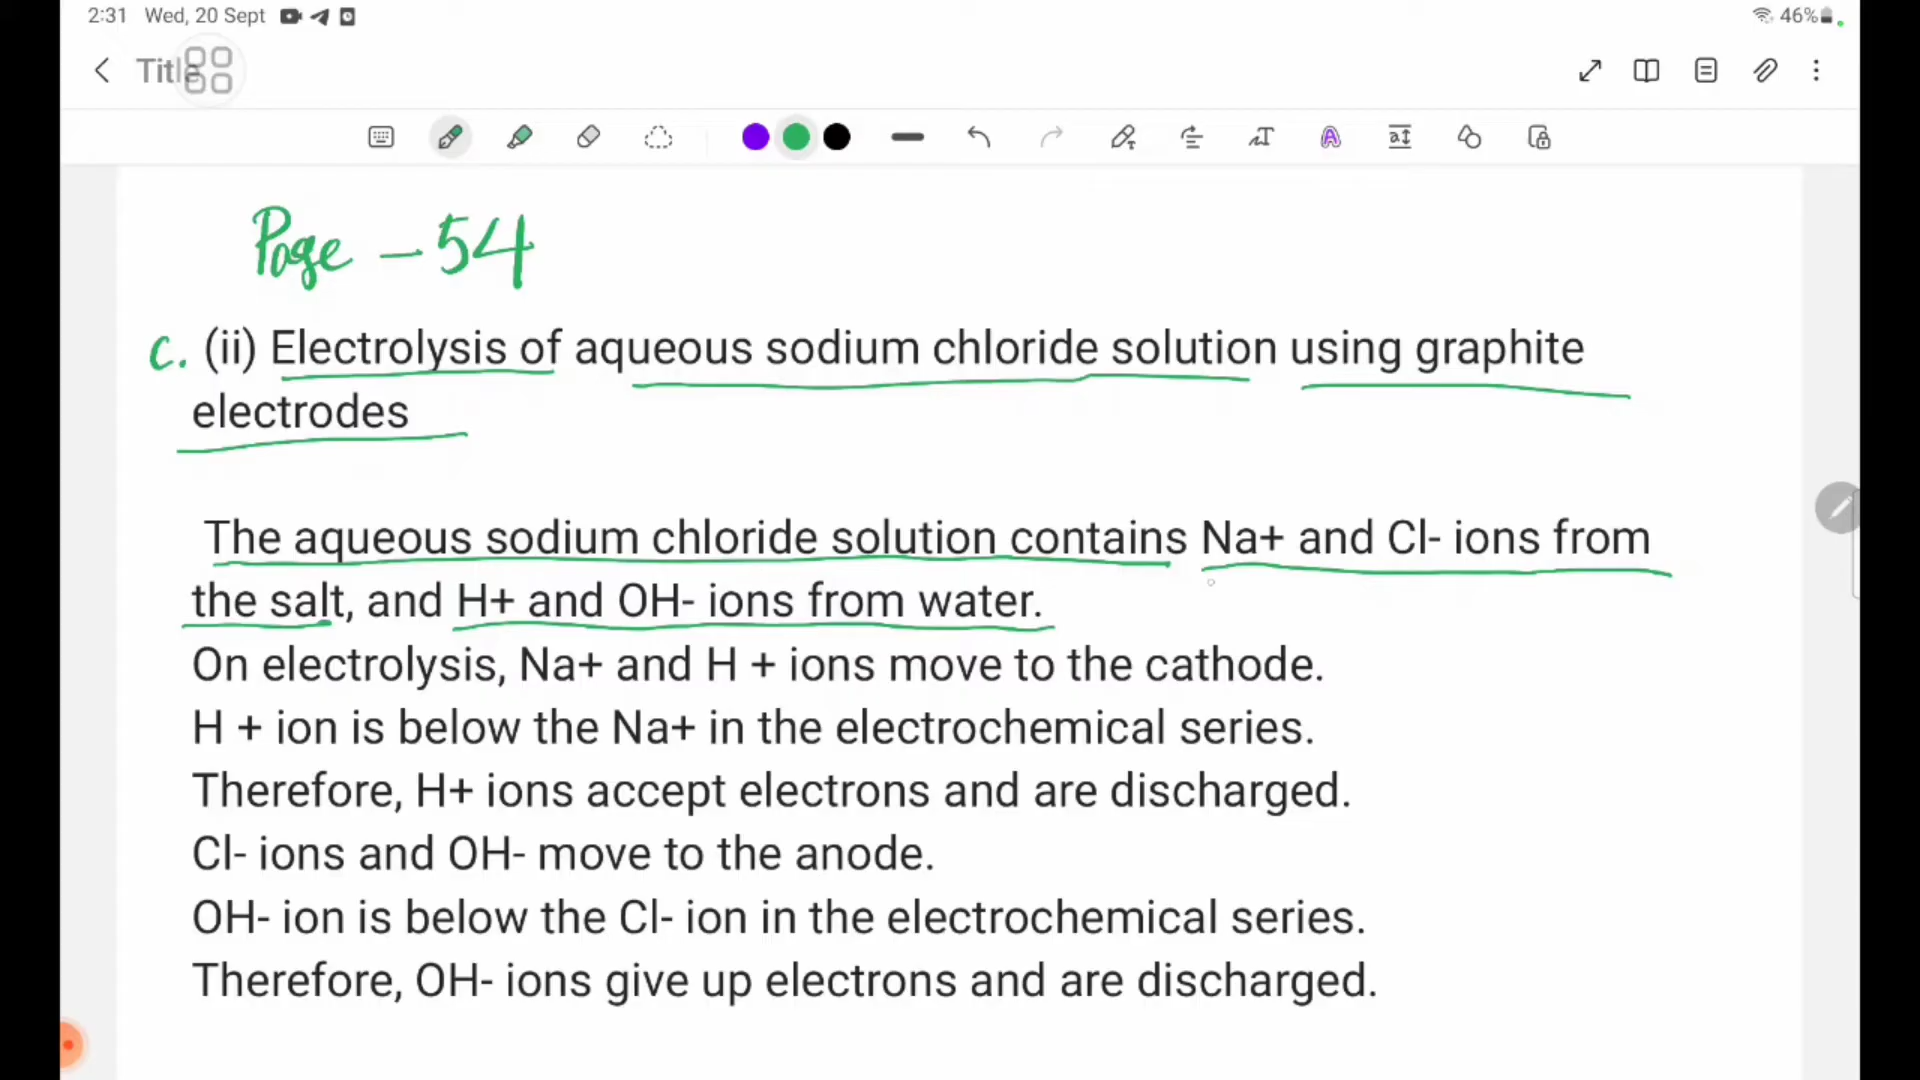 2:31 Wed, 20 Sept 46%
Title
Page - 54
c. (ii) Electrolysis of aqueous sodium chloride solution using graphite
electrodes
The aqueous sodium chloride solution contains Na+ and Cl- ions from
the salt, and H+ and OH- ions from water.
On electrolysis, Na+ and H + ions move to the cathode.
H + ion is below the Na+ in the electrochemical series.
Therefore, H+ ions accept electrons and are discharged.
Cl- ions and OH- move to the anode.
OH- ion is below the Cl- ion in the electrochemical series.
Therefore, OH- ions give up electrons and are discharged.